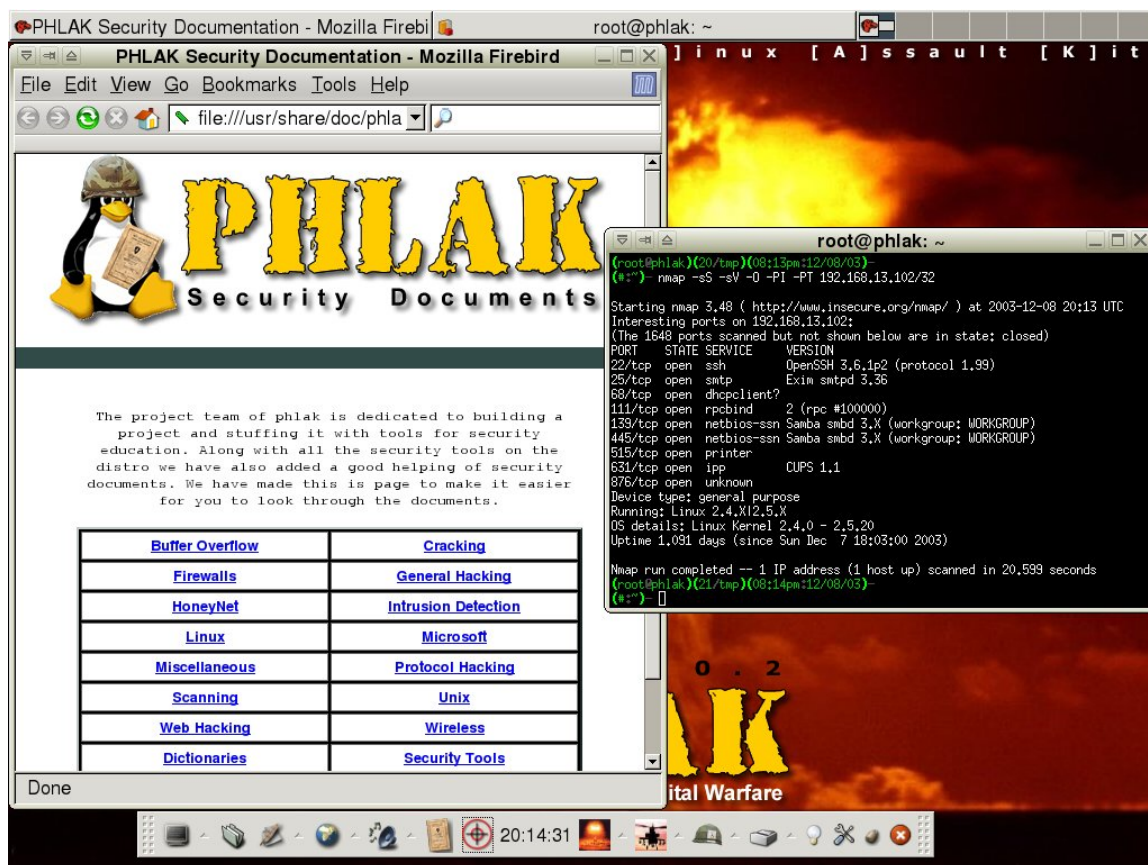 PHLAK Security Documentation - Mozilla Firebi
root@phlak: ~
]inux [A]ssault [K]it
PHLAK Security Documentation - Mozilla Firebird
File Edit View Go Bookmarks Tools Help
file:///usr/share/doc/phla
PHLAK
Security Documents
The project team of phlak is dedicated to building a
project and stuffing it with tools for security
education. Along with all the security tools on the
distro we have also added a good helping of security
documents. We have made this is page to make it easier
for you to look through the documents.
Buffer Overflow Cracking
Firewalls General Hacking
HoneyNet Intrusion Detection
Linux Microsoft
Miscellaneous Protocol Hacking
Scanning Unix
Web Hacking Wireless
Dictionaries Security Tools
Done
root@phlak: ~
(root@phlak)(20/tmp)(08:13pm:12/08/03)-
(#:~)- nmap -sS -sV -O -PI -PT 192.168.13.102/32
Starting nmap 3.48 ( http://www.insecure.org/nmap/ ) at 2003-12-08 20:13 UTC
Interesting ports on 192.168.13.102:
(The 1648 ports scanned but not shown below are in state: closed)
PORT STATE SERVICE VERSION
22/tcp open ssh OpenSSH 3.6.1p2 (protocol 1.99)
25/tcp open smtp Exim smtpd 3.36
68/tcp open dhcpclient?
111/tcp open rpcbind 2 (rpc #100000)
139/tcp open netbios-ssn Samba smbd 3.X (workgroup: WORKGROUP)
445/tcp open netbios-ssn Samba smbd 3.X (workgroup: WORKGROUP)
515/tcp open printer
631/tcp open ipp CUPS 1.1
876/tcp open unknown
Device type: general purpose
Running: Linux 2.4.X|2.5.X
OS details: Linux Kernel 2.4.0 - 2.5.20
Uptime 1.091 days (since Sun Dec 7 18:03:00 2003)
Nmap run completed -- 1 IP address (1 host up) scanned in 20.599 seconds
(root@phlak)(21/tmp)(08:14pm:12/08/03)-
(#:~)-
0.2
AK
ital Warfare
20:14:31